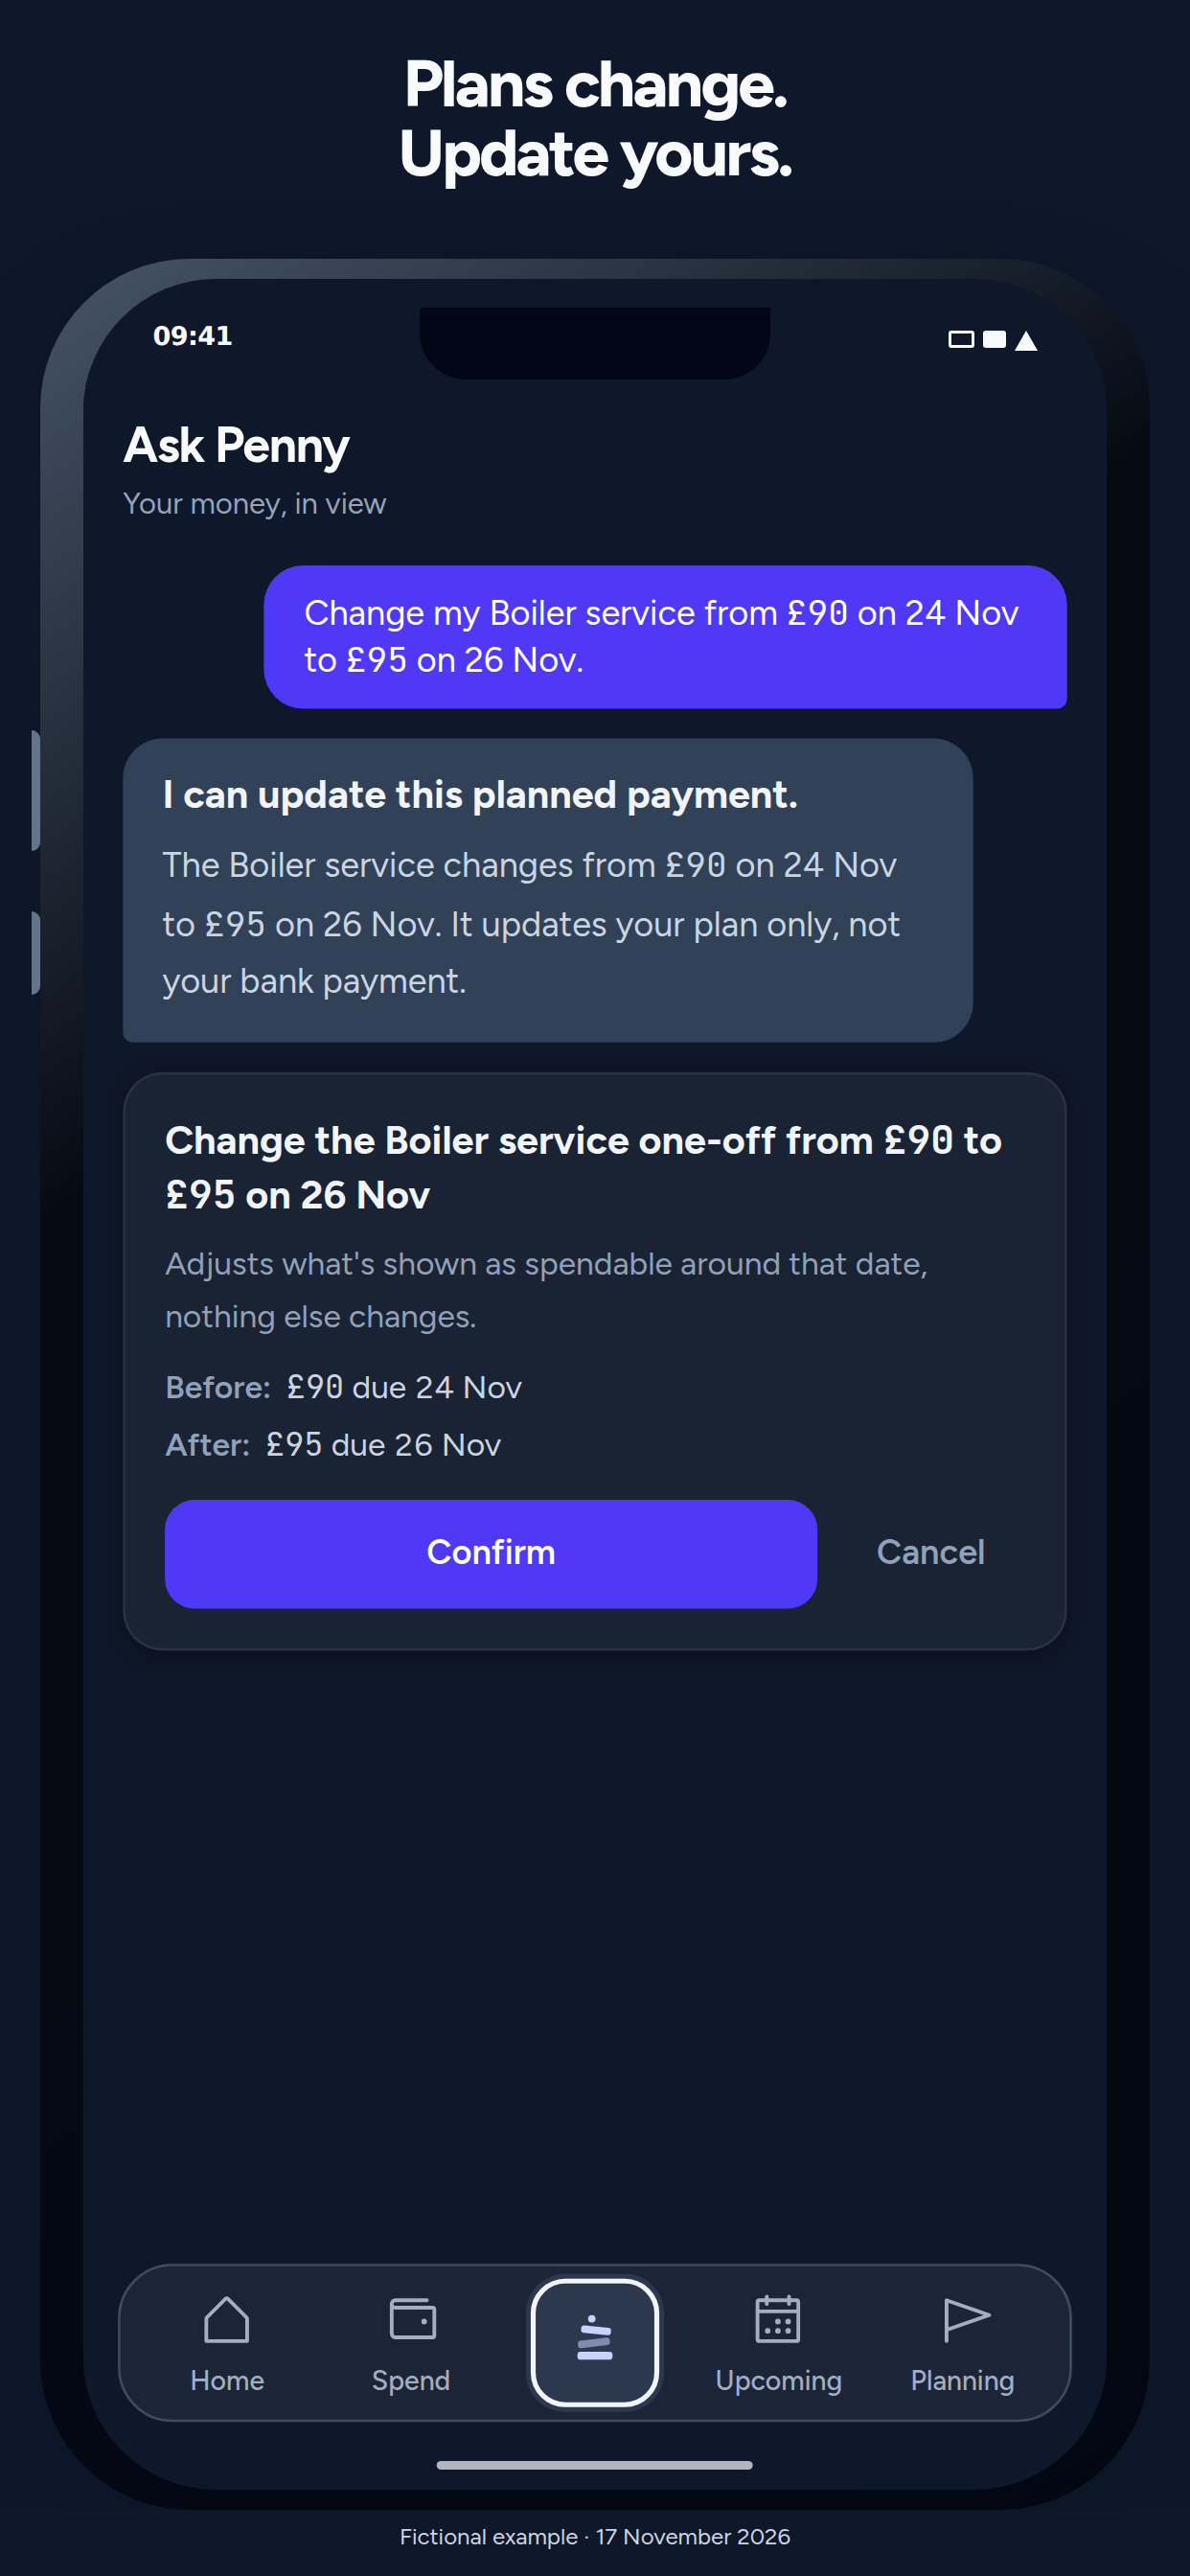 Plans change.
Update yours.
09:41
Ask Penny
Your money, in view
Change my Boiler service from £90 on 24 Nov
to £95 on 26 Nov.
I can update this planned payment.
The Boiler service changes from £90 on 24 Nov
to £95 on 26 Nov. It updates your plan only, not
your bank payment.
Change the Boiler service one-off from £90 to
£95 on 26 Nov
Adjusts what's shown as spendable around that date,
nothing else changes.
Before: £90 due 24 Nov
After: £95 due 26 Nov
Confirm
Cancel
Home
Spend
Upcoming
Planning
Fictional example · 17 November 2026